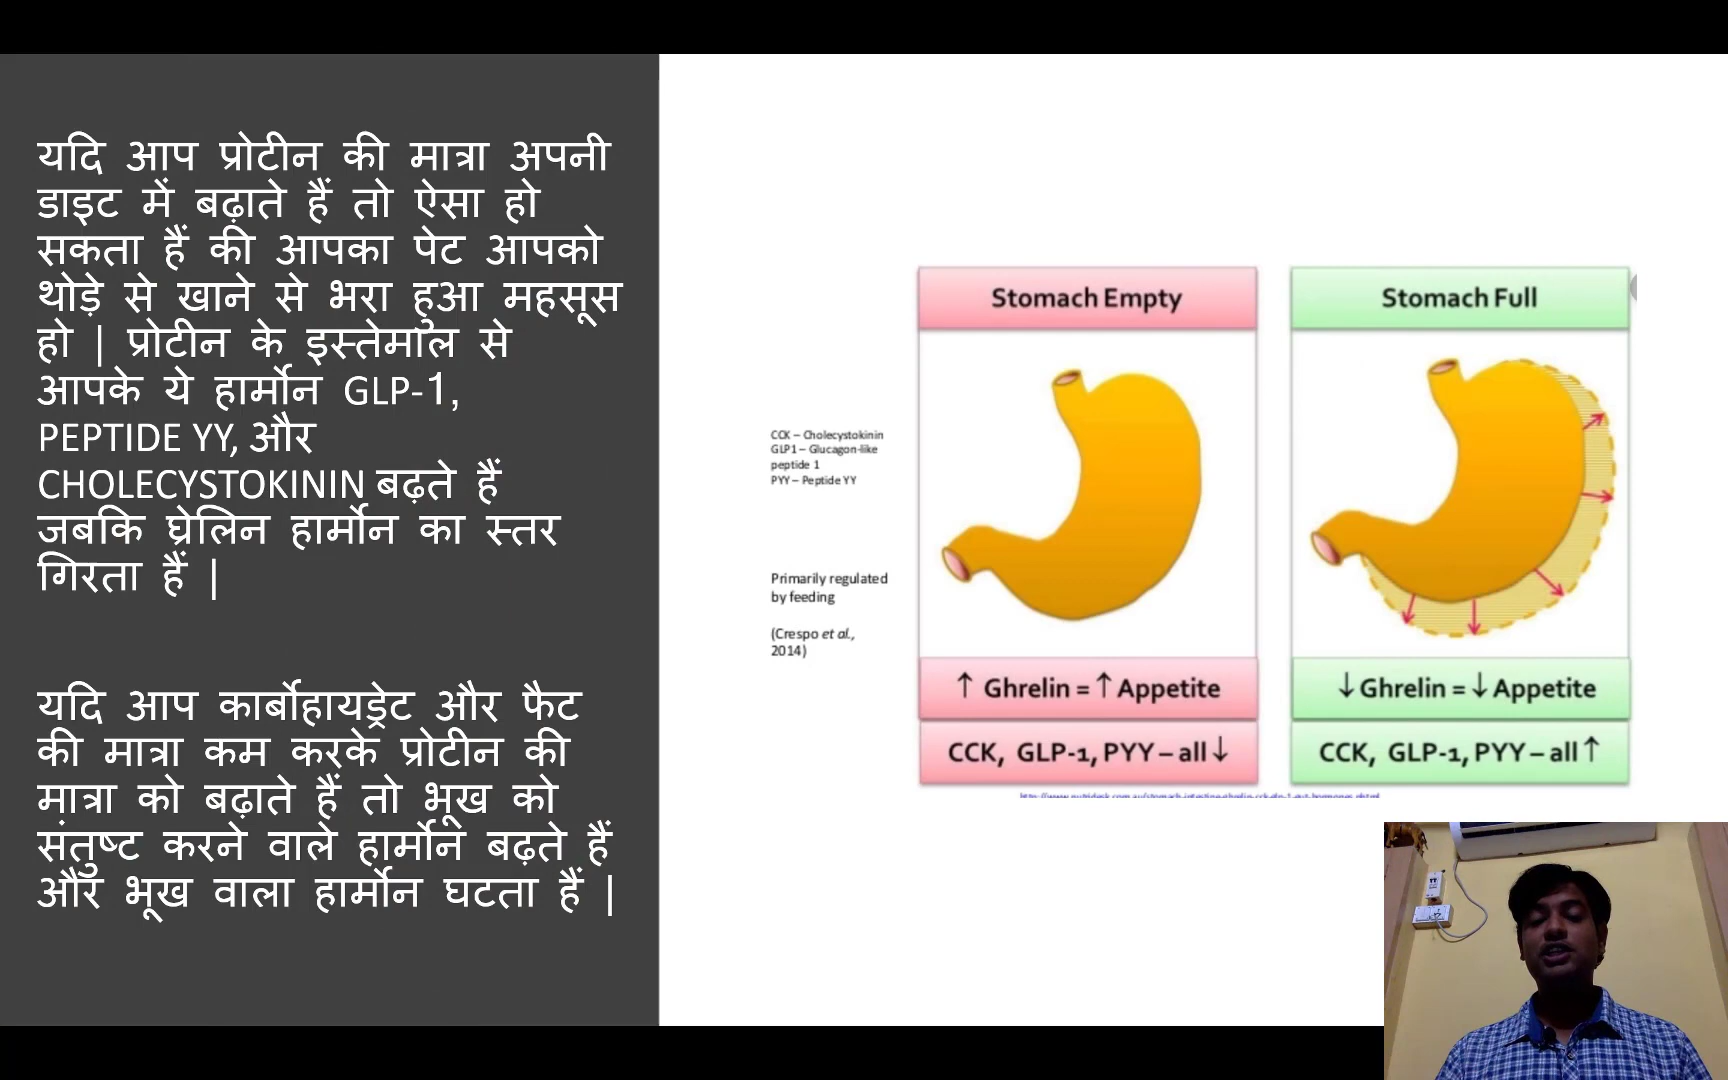 यदि आप प्रोटीन की मात्रा अपनी
डाइट में बढ़ाते हैं तो ऐसा हो
सकता हैं की आपका पेट आपको
थोड़े से खाने से भरा हुआ महसूस
हो | प्रोटीन के इस्तेमाल से
आपके ये हार्मोन GLP-1,
PEPTIDE YY, और
CHOLECYSTOKININ बढ़ते हैं
जबकि घ्रेलिन हार्मोन का स्तर
गिरता हैं |
यदि आप कार्बोहायड्रेट और फैट
की मात्रा कम करके प्रोटीन की
मात्रा को बढ़ाते हैं तो भूख को
संतुष्ट करने वाले हार्मोन बढ़ते हैं
और भूख वाला हार्मोन घटता हैं |
CCK – Cholecystokinin
GLP1 – Glucagon-like
peptide 1
PYY – Peptide YY
Primarily regulated
by feeding
(Crespo et al.,
2014)
Stomach Empty
↑ Ghrelin = ↑ Appetite
CCK, GLP-1, PYY – all ↓
Stomach Full
↓ Ghrelin = ↓ Appetite
CCK, GLP-1, PYY – all ↑